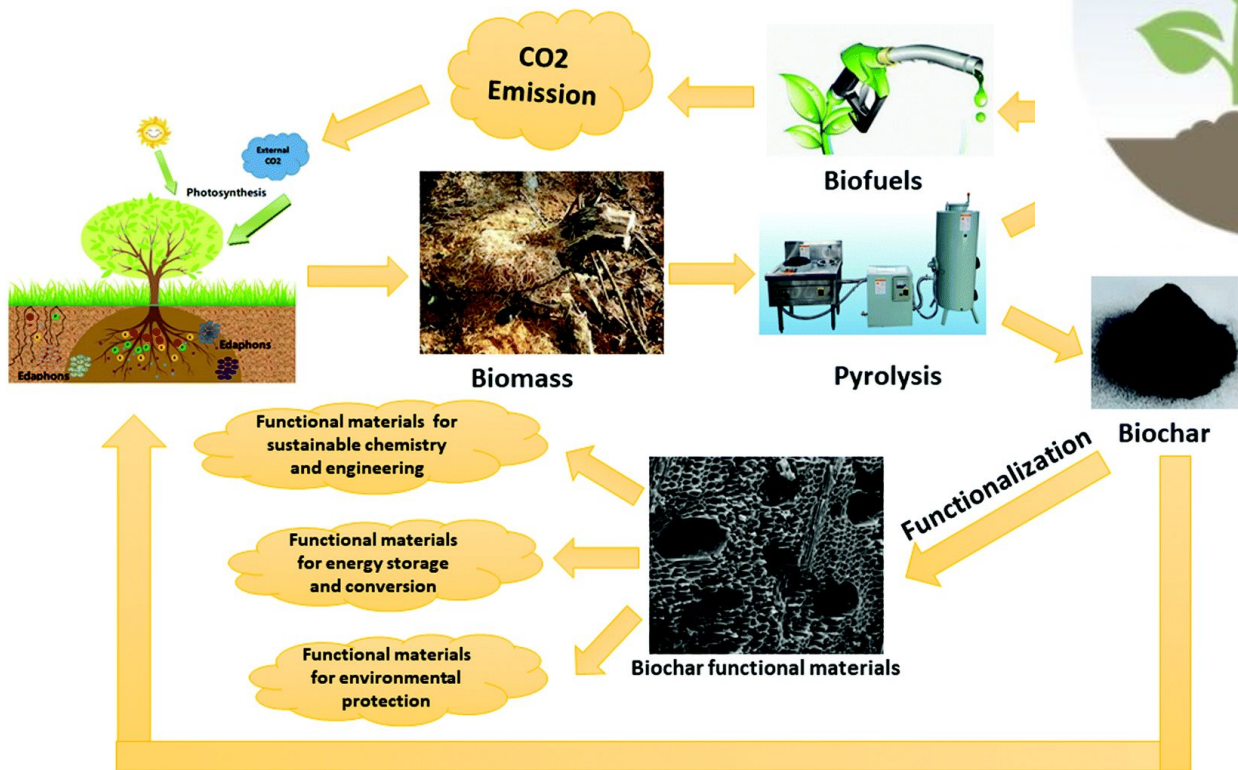 CO2
Emission
External
CO2
Photosynthesis
Biofuels
Edaphons
Edaphons
Biomass
Pyrolysis
Biochar
Functionalization
Functional materials for
sustainable chemistry
and engineering
Functional materials
for energy storage
and conversion
Functional materials
for environmental
protection
Biochar functional materials